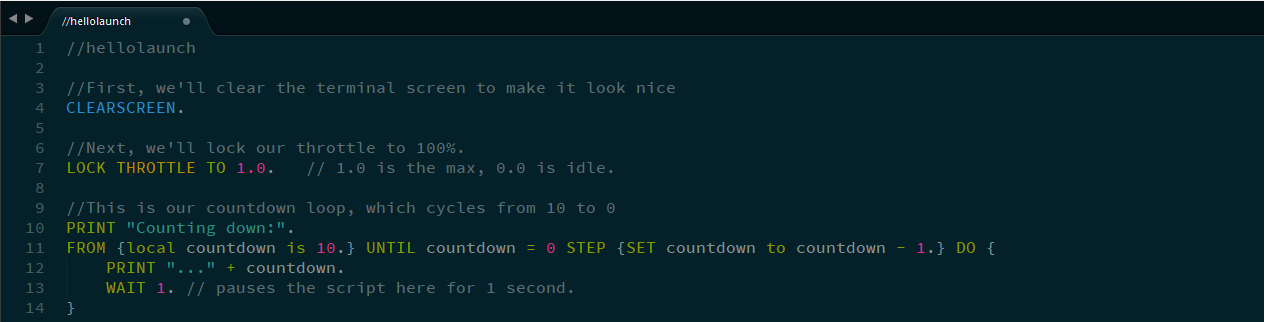 //hellolaunch
1 //hellolaunch
2
3 //First, we'll clear the terminal screen to make it look nice
4 CLEARSCREEN.
5
6 //Next, we'll lock our throttle to 100%.
7 LOCK THROTTLE TO 1.0.   // 1.0 is the max, 0.0 is idle.
8
9 //This is our countdown loop, which cycles from 10 to 0
10 PRINT "Counting down:".
11 FROM {local countdown is 10.} UNTIL countdown = 0 STEP {SET countdown to countdown - 1.} DO {
12     PRINT "..." + countdown.
13     WAIT 1. // pauses the script here for 1 second.
14 }